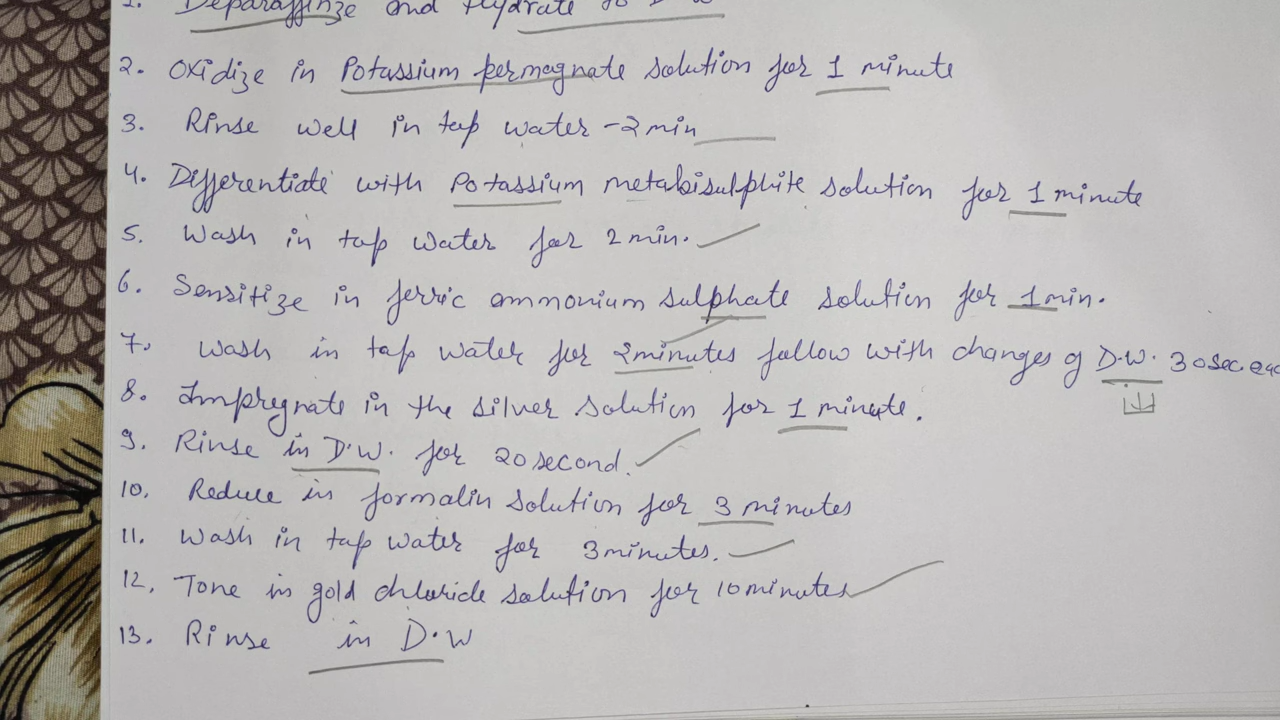 1. Deparaffinze and Hydrate to D W
2. Oxidize in Potassium permagnate solution for 1 minute
3. Rinse well in tap water - 2 min
4. Differentiate with Potassium metabisulphite solution for 1 minute
5. Wash in tap water for 2 min.
6. Sensitize in ferric ammonium sulphate solution for 1 min.
7. Wash in tap water for 2 minutes follow with changes of D.W. 30 sec.
8. Impregnate in the silver solution for 1 minute.
9. Rinse in D.W. for 20 second.
10. Reduce in formalin solution for 3 minutes
11. Wash in tap water for 3 minutes.
12. Tone in gold chloride solution for 10 minutes
13. Rinse in D.W